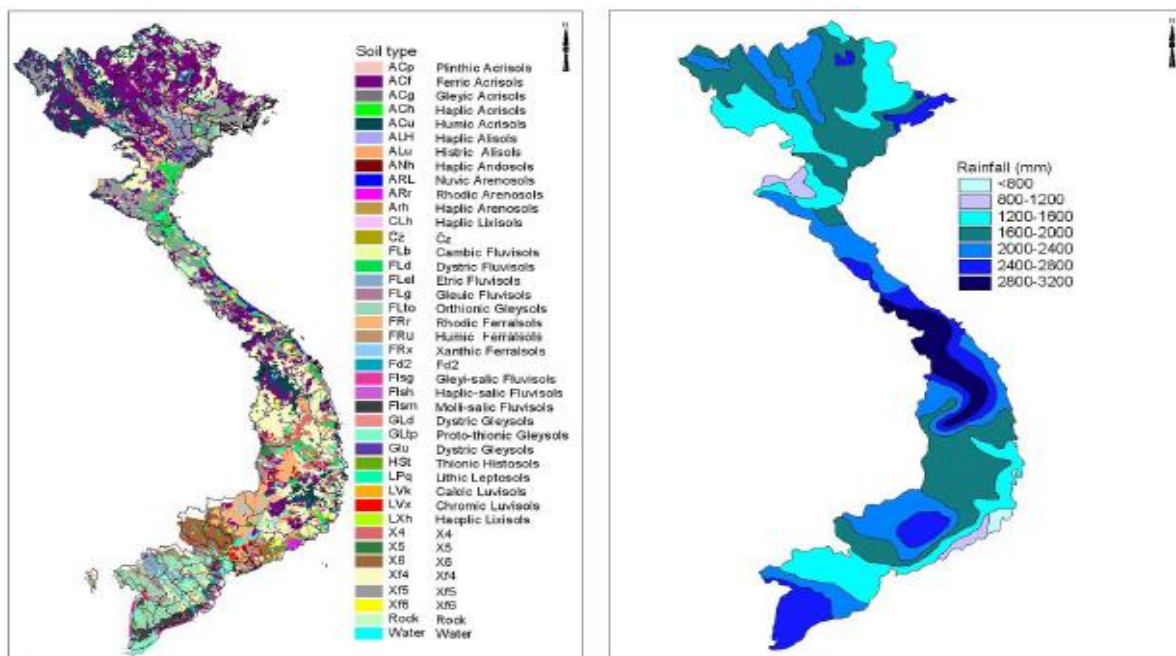 N
Soil type
ACp Plinthic Acrisols
ACf Ferric Acrisols
ACg Gleyic Acrisols
ACh Haplic Acrisols
ACu Humic Acrisols
ALH Haplic Alisols
ALu Histric Alisols
ANh Haplic Andosols
ARL Nuvic Arenosols
ARr Rhodic Arenosols
Arh Haplic Arenosols
CLh Haplic Lixisols
Cz Cz
FLb Cambic Fluvisols
FLd Dystric Fluvisols
FLel Etric Fluvisols
FLg Gleuic Fluvisols
FLto Orthionic Gleysols
FRr Rhodic Ferralsols
FRu Humic Ferralsols
FRx Xanthic Ferralsols
Fd2 Fd2
Flsg Gleyi-salic Fluvisols
Flsh Haplic-salic Fluvisols
Flsm Molli-salic Fluvisols
GLd Dystric Gleysols
GUp Proto-thionic Gleysols
Glu Dystric Gleysols
HSt Thionic Histosols
LPq Lithic Leptosols
LVk Calcic Luvisols
LVx Chromic Luvisols
LXh Haoplic Lixisols
X4 X4
X5 X5
X6 X6
Xf4 Xf4
Xf5 Xf5
Xf6 Xf6
Rock Rock
Water Water
N
Rainfall (mm)
<800
800-1200
1200-1600
1600-2000
2000-2400
2400-2800
2800-3200